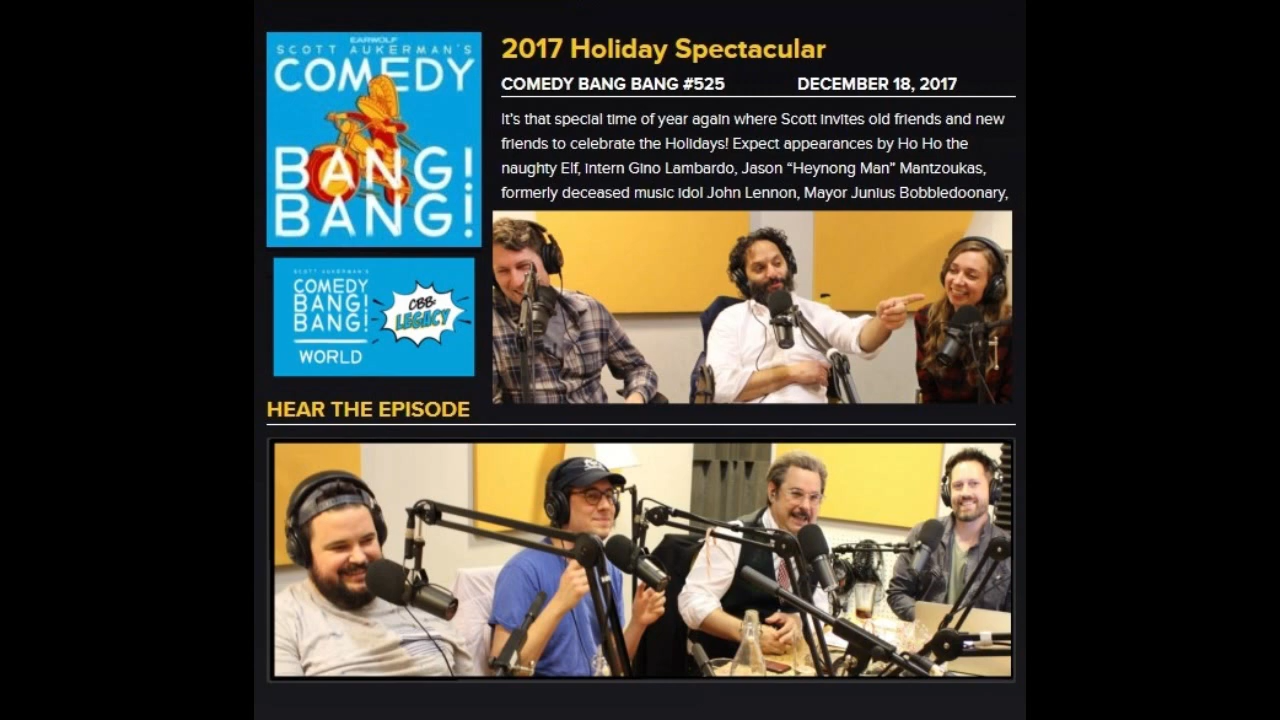 EARWOLF
SCOTT AUKERMAN'S
COMEDY
BANG!
BANG!
2017 Holiday Spectacular
COMEDY BANG BANG #525 DECEMBER 18, 2017
It's that special time of year again where Scott invites old friends and new
friends to celebrate the Holidays! Expect appearances by Ho Ho the
naughty Elf, intern Gino Lambardo, Jason “Heynong Man” Mantzoukas,
formerly deceased music idol John Lennon, Mayor Junius Bobbledoonary,
SCOTT AUKERMAN'S
COMEDY
BANG!
BANG!
WORLD
CBB:
LEGACY
HEAR THE EPISODE